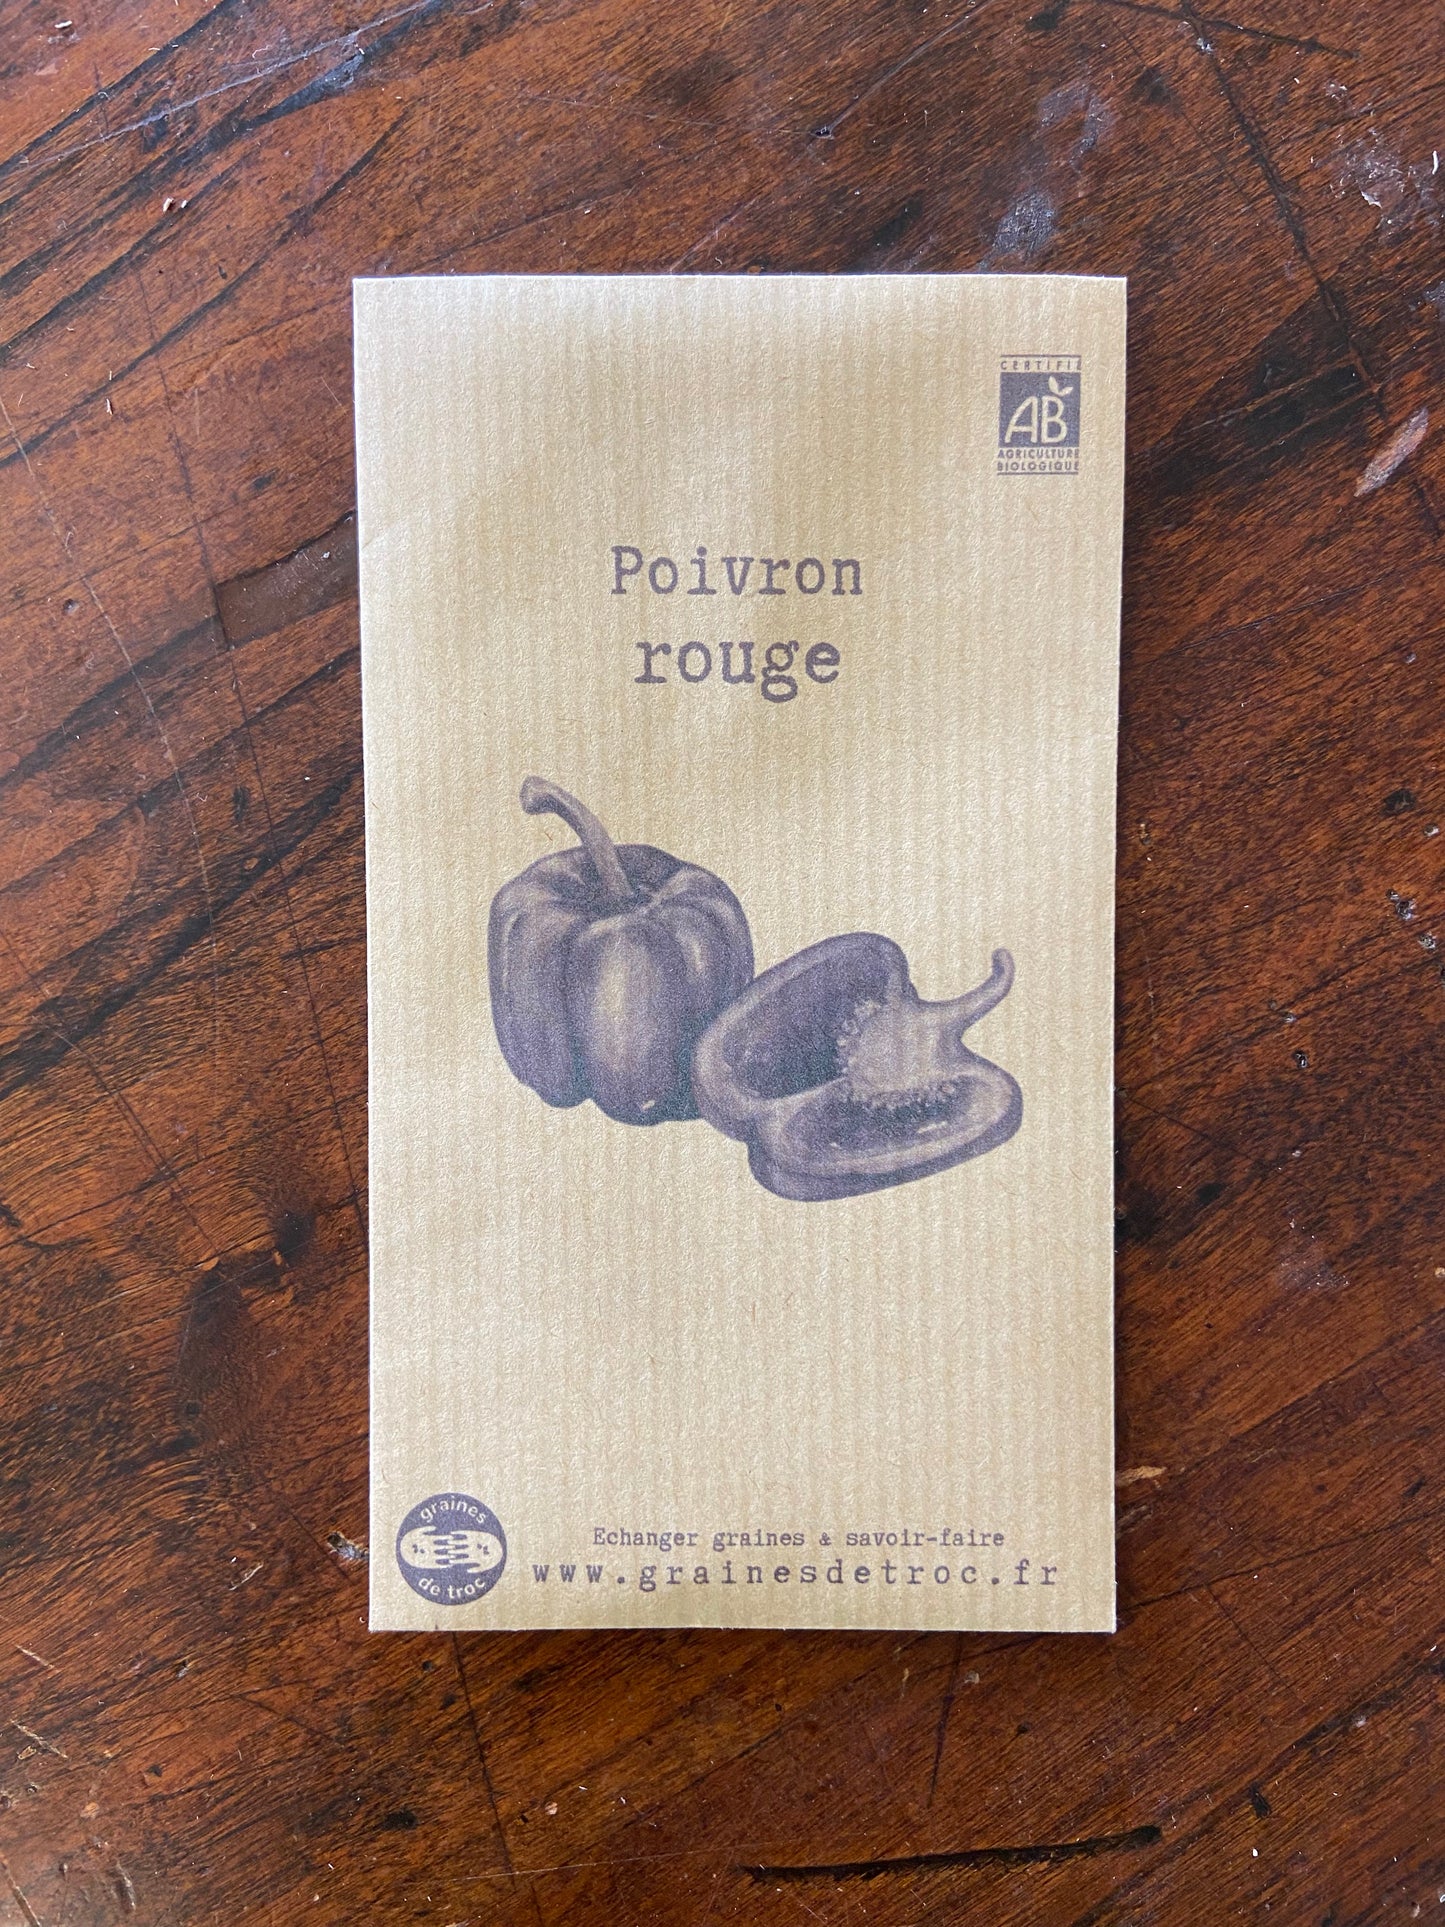 CERTIFIÉ
AB
AGRICULTURE
BIOLOGIQUE
Poivron
rouge
graines
de troc
Echanger graines & savoir-faire
www.grainesdetroc.fr